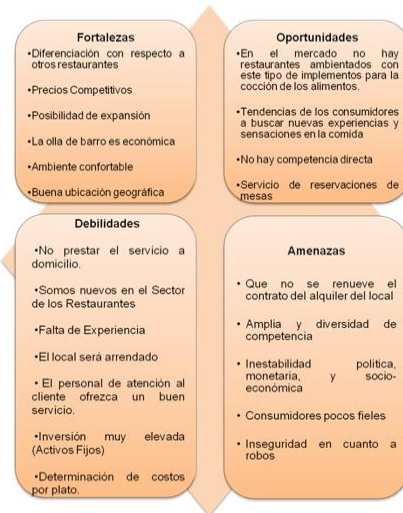 Fortalezas
•Diferenciación con respecto a
otros restaurantes
•Precios Competitivos
•Posibilidad de expansión
•La olla de barro es económica
•Ambiente confortable
•Buena ubicación geográfica
Oportunidades
•En el mercado no hay
restaurantes ambientados con
este tipo de implementos para la
cocción de los alimentos.
•Tendencias de los consumidores
a buscar nuevas experiencias y
sensaciones en la comida
•No hay competencia directa
•Servicio de reservaciones de
mesas
Debilidades
•No prestar el servicio a
domicilio.
•Somos nuevos en el Sector
de los Restaurantes
•Falta de Experiencia
•El local será arrendado
• El personal de atención al
cliente ofrezca un buen
servicio.
•Inversión muy elevada
(Activos Fijos)
•Determinación de costos
por plato.
Amenazas
• Que no se renueve el
contrato del alquiler del local
• Amplia y diversidad de
competencia
• Inestabilidad politica,
monetaria, y socio-
económica
• Consumidores pocos fieles
• Inseguridad en cuanto a
robos